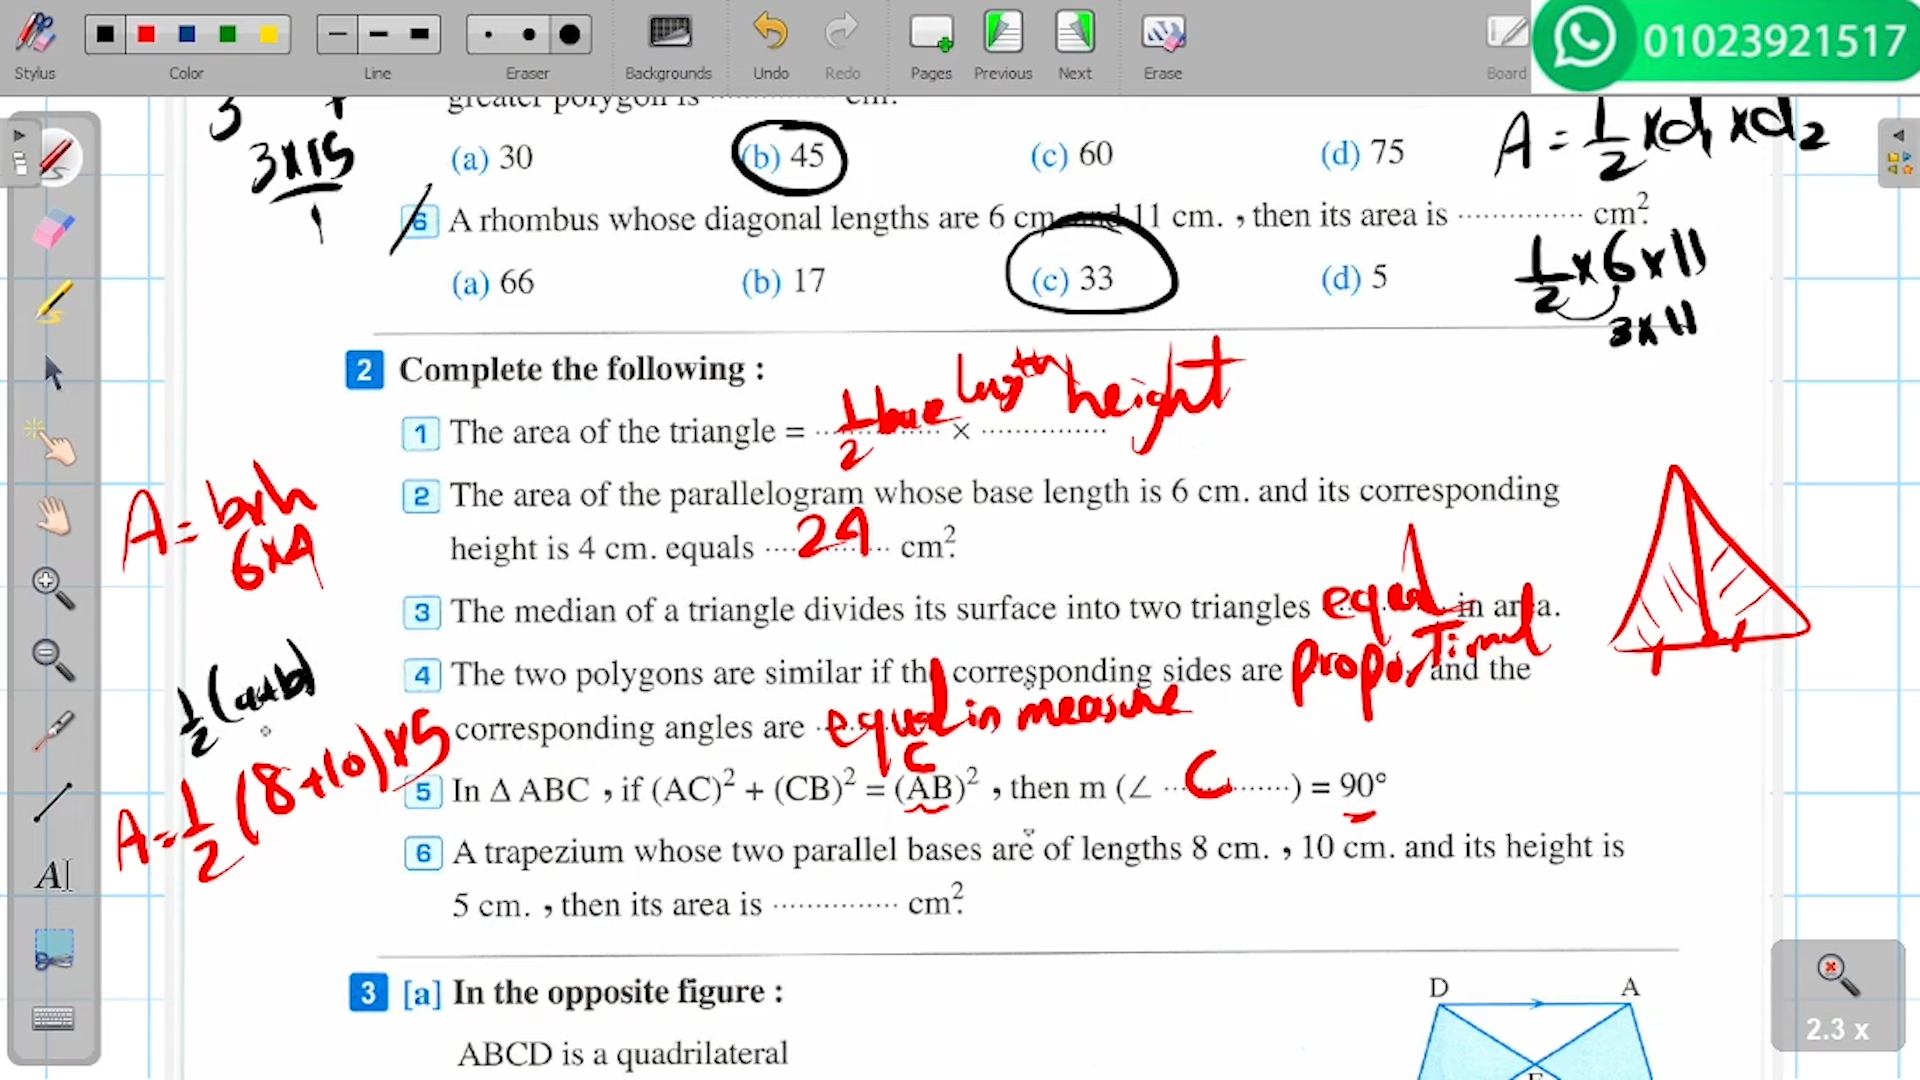 Stylus
Color
Line
Eraser
Backgrounds
Undo
Redo
Pages
Previous
Next
Erase
Board
01023921517
greater polygon is ............ cm.
(a) 30 (b) 45 (c) 60 (d) 75
3×15
1
A = 1/2 × d1 × d2
6 A rhombus whose diagonal lengths are 6 cm. and 11 cm. , then its area is ............ cm².
(a) 66 (b) 17 (c) 33 (d) 5
1/2 × 6 × 11
3 × 11
2 Complete the following :
1 The area of the triangle = 1/2 base length × height
2 The area of the parallelogram whose base length is 6 cm. and its corresponding
height is 4 cm. equals 24 cm².
A = b×h
6×4
3 The median of a triangle divides its surface into two triangles equal in area.
4 The two polygons are similar if the corresponding sides are proportional and the
corresponding angles are equal in measure
1/2 (a+b)
A = 1/2 (8+10)×5
C
5 In Δ ABC , if (AC)² + (CB)² = (AB)² , then m (∠ C) = 90°
6 A trapezium whose two parallel bases are of lengths 8 cm. , 10 cm. and its height is
5 cm. , then its area is ............ cm².
3 [a] In the opposite figure :
D A
ABCD is a quadrilateral
2.3 x